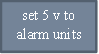 set 5 v to
alarm units